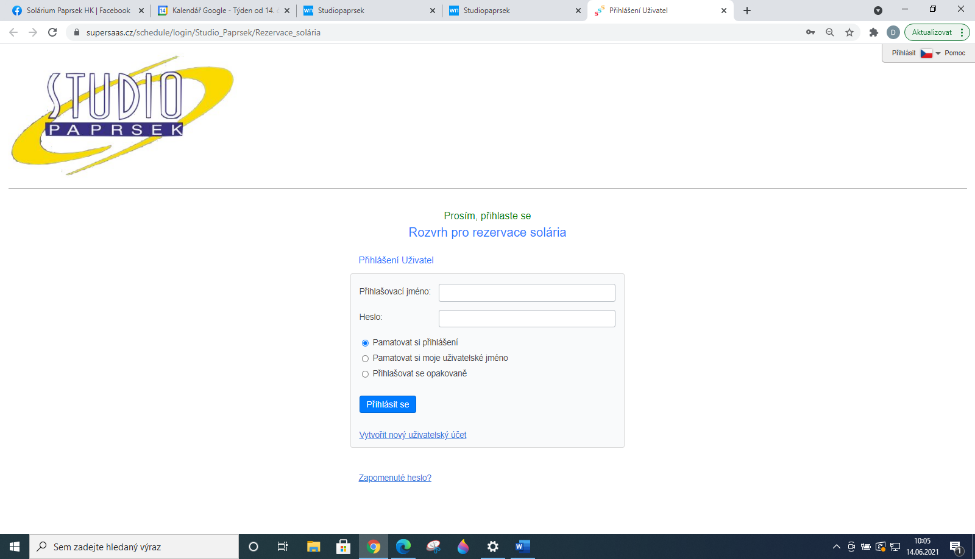 Solárium Paprsek HK | Facebook
Kalendář Google - Týden od 14.
Studiopaprsek
Studiopaprsek
Přihlášení Uživatel
supersaas.cz/schedule/login/Studio_Paprsek/Rezervace_solária
D
Aktualizovat
Přihlásit
Pomoc
STUDIO
PAPRSEK
Prosím, přihlaste se
Rozvrh pro rezervace solária
Přihlášení Uživatel
Přihlašovací jméno:
Heslo:
Pamatovat si přihlášení
Pamatovat si moje uživatelské jméno
Přihlašovat se opakovaně
Přihlásit se
Vytvořit nový uživatelský účet
Zapomenuté heslo?
Sem zadejte hledaný výraz
10:05
14.06.2021